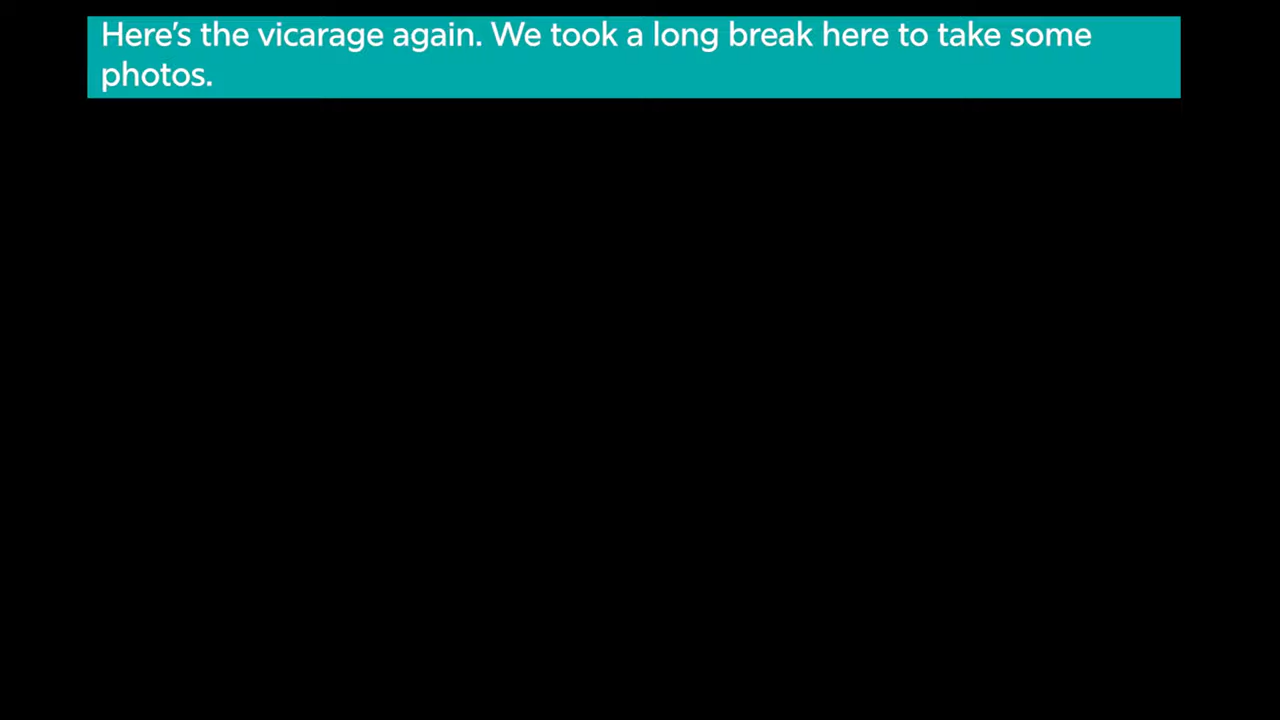 Here’s the vicarage again. We took a long break here to take some
photos.